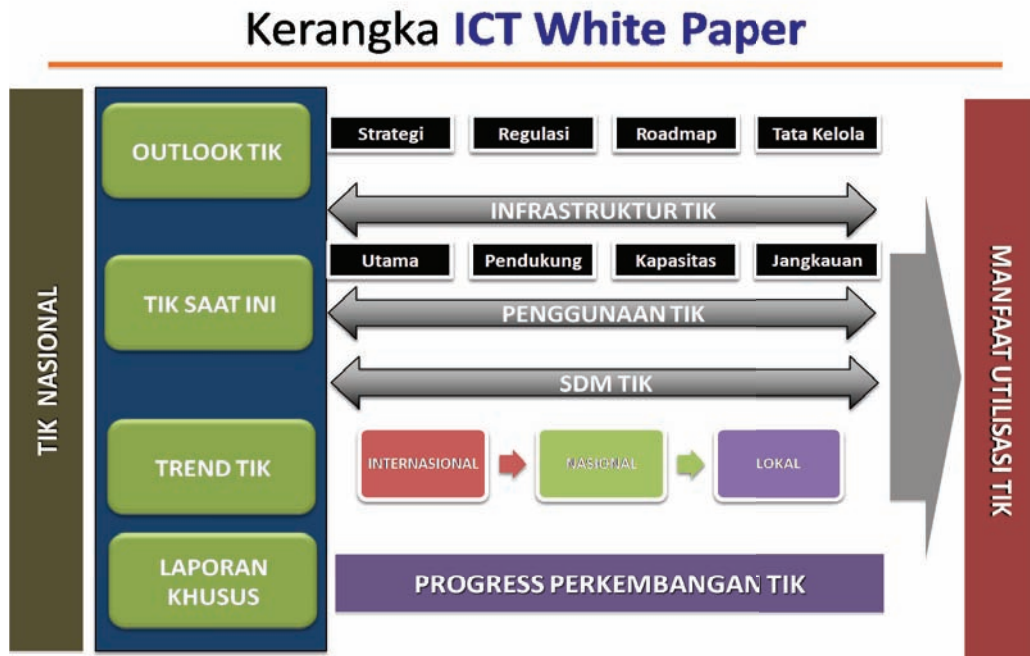 Kerangka ICT White Paper
TIK NASIONAL
OUTLOOK TIK
Strategi
Regulasi
Roadmap
Tata Kelola
INFRASTRUKTUR TIK
Utama
Pendukung
Kapasitas
Jangkauan
TIK SAAT INI
PENGGUNAAN TIK
SDM TIK
TREND TIK
INTERNASIONAL
NASIONAL
LOKAL
LAPORAN
KHUSUS
PROGRESS PERKEMBANGAN TIK
MANFAAT UTILISASI TIK